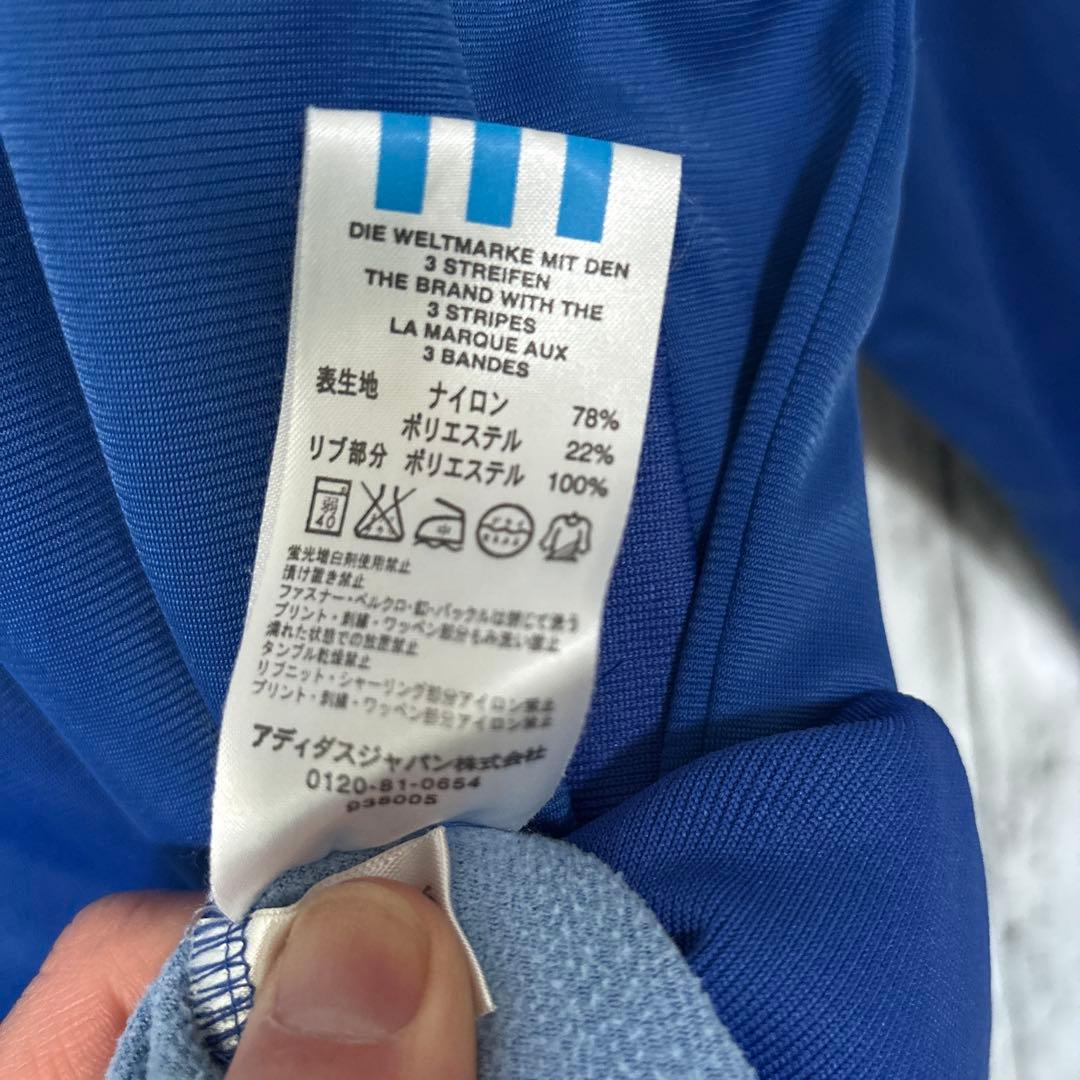 DIE WELTMARKE MIT DEN
3 STREIFEN
THE BRAND WITH THE
3 STRIPES
LA MARQUE AUX
3 BANDES
表生地 ナイロン 78%
ポリエステル 22%
リブ部分 ポリエステル 100%
弱 40 中
蛍光増白剤使用禁止
漬け置き禁止
ファスナー・ベルクロ・釦・バックルは閉じて洗う
プリント・刺繍・ワッペン部分もみ洗い禁止
濡れた状態での放置禁止
タンブル乾燥禁止
リブニット・シャーリング部分アイロン禁止
プリント・刺繍・ワッペン部分アイロン禁止
アディダスジャパン株式会社
0120-81-0654